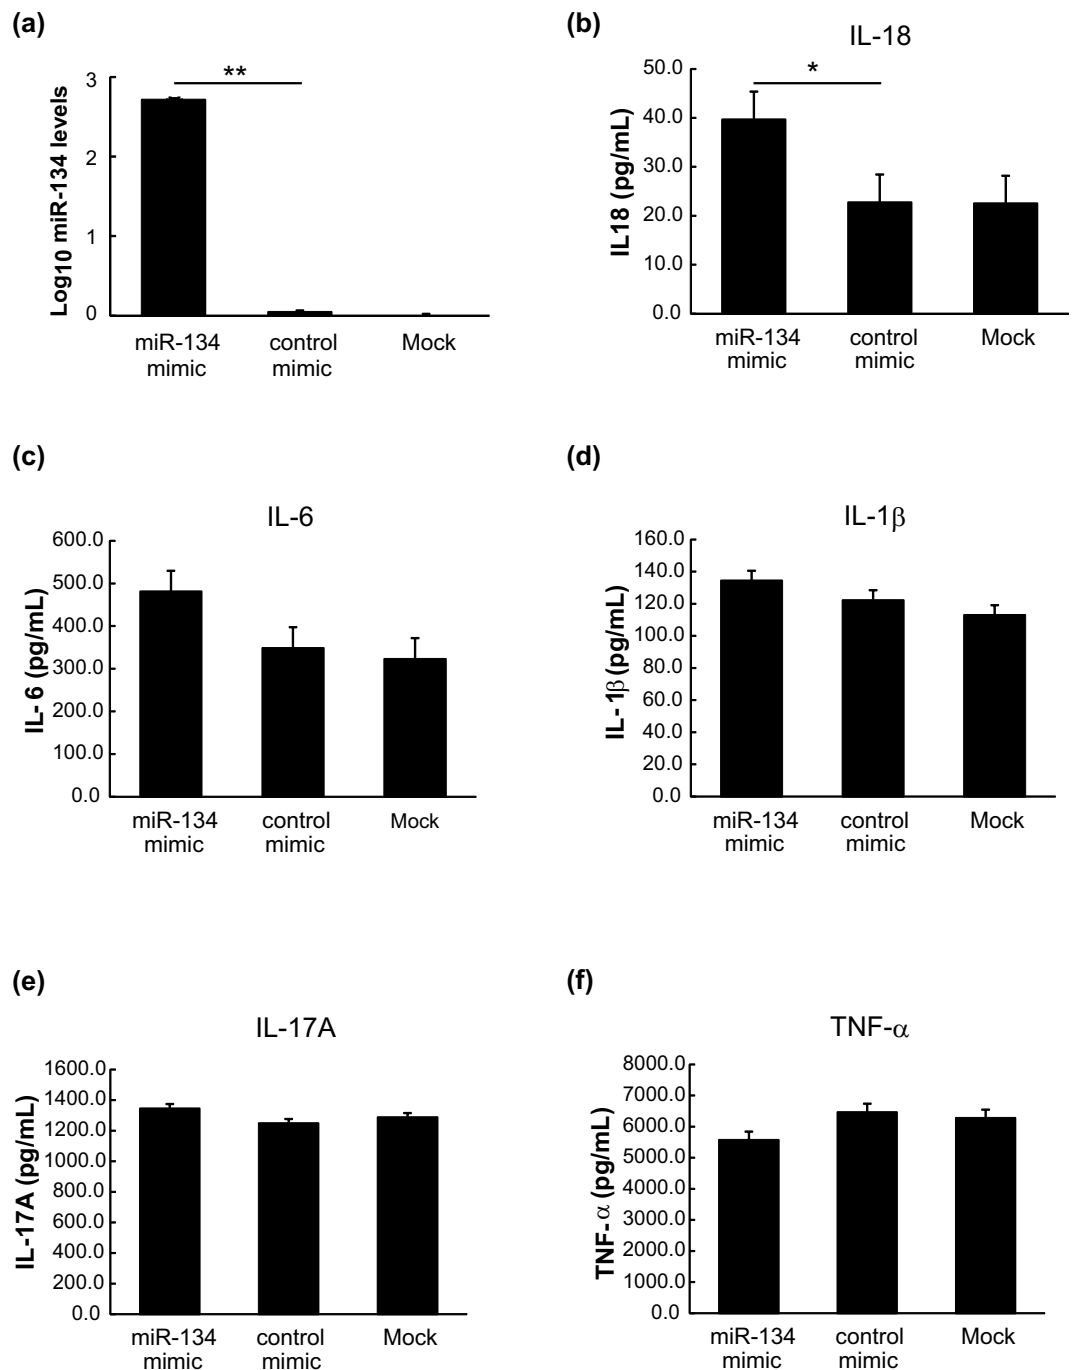 (a)
Log10 miR-134 levels
3
2
1
0
**
miR-134
mimic
control
mimic
Mock
(b)
IL-18
IL18 (pg/mL)
50.0
40.0
30.0
20.0
10.0
0.0
*
miR-134
mimic
control
mimic
Mock
(c)
IL-6
IL- 6 (pg/mL)
600.0
500.0
400.0
300.0
200.0
100.0
0.0
miR-134
mimic
control
mimic
Mock
(d)
IL-1β
IL- 1β (pg/mL)
160.0
140.0
120.0
100.0
80.0
60.0
40.0
20.0
0.0
miR-134
mimic
control
mimic
Mock
(e)
IL-17A
IL-17A (pg/mL)
1600.0
1400.0
1200.0
1000.0
800.0
600.0
400.0
200.0
0.0
miR-134
mimic
control
mimic
Mock
(f)
TNF-α
TNF- α (pg/mL)
8000.0
7000.0
6000.0
5000.0
4000.0
3000.0
2000.0
1000.0
0.0
miR-134
mimic
control
mimic
Mock